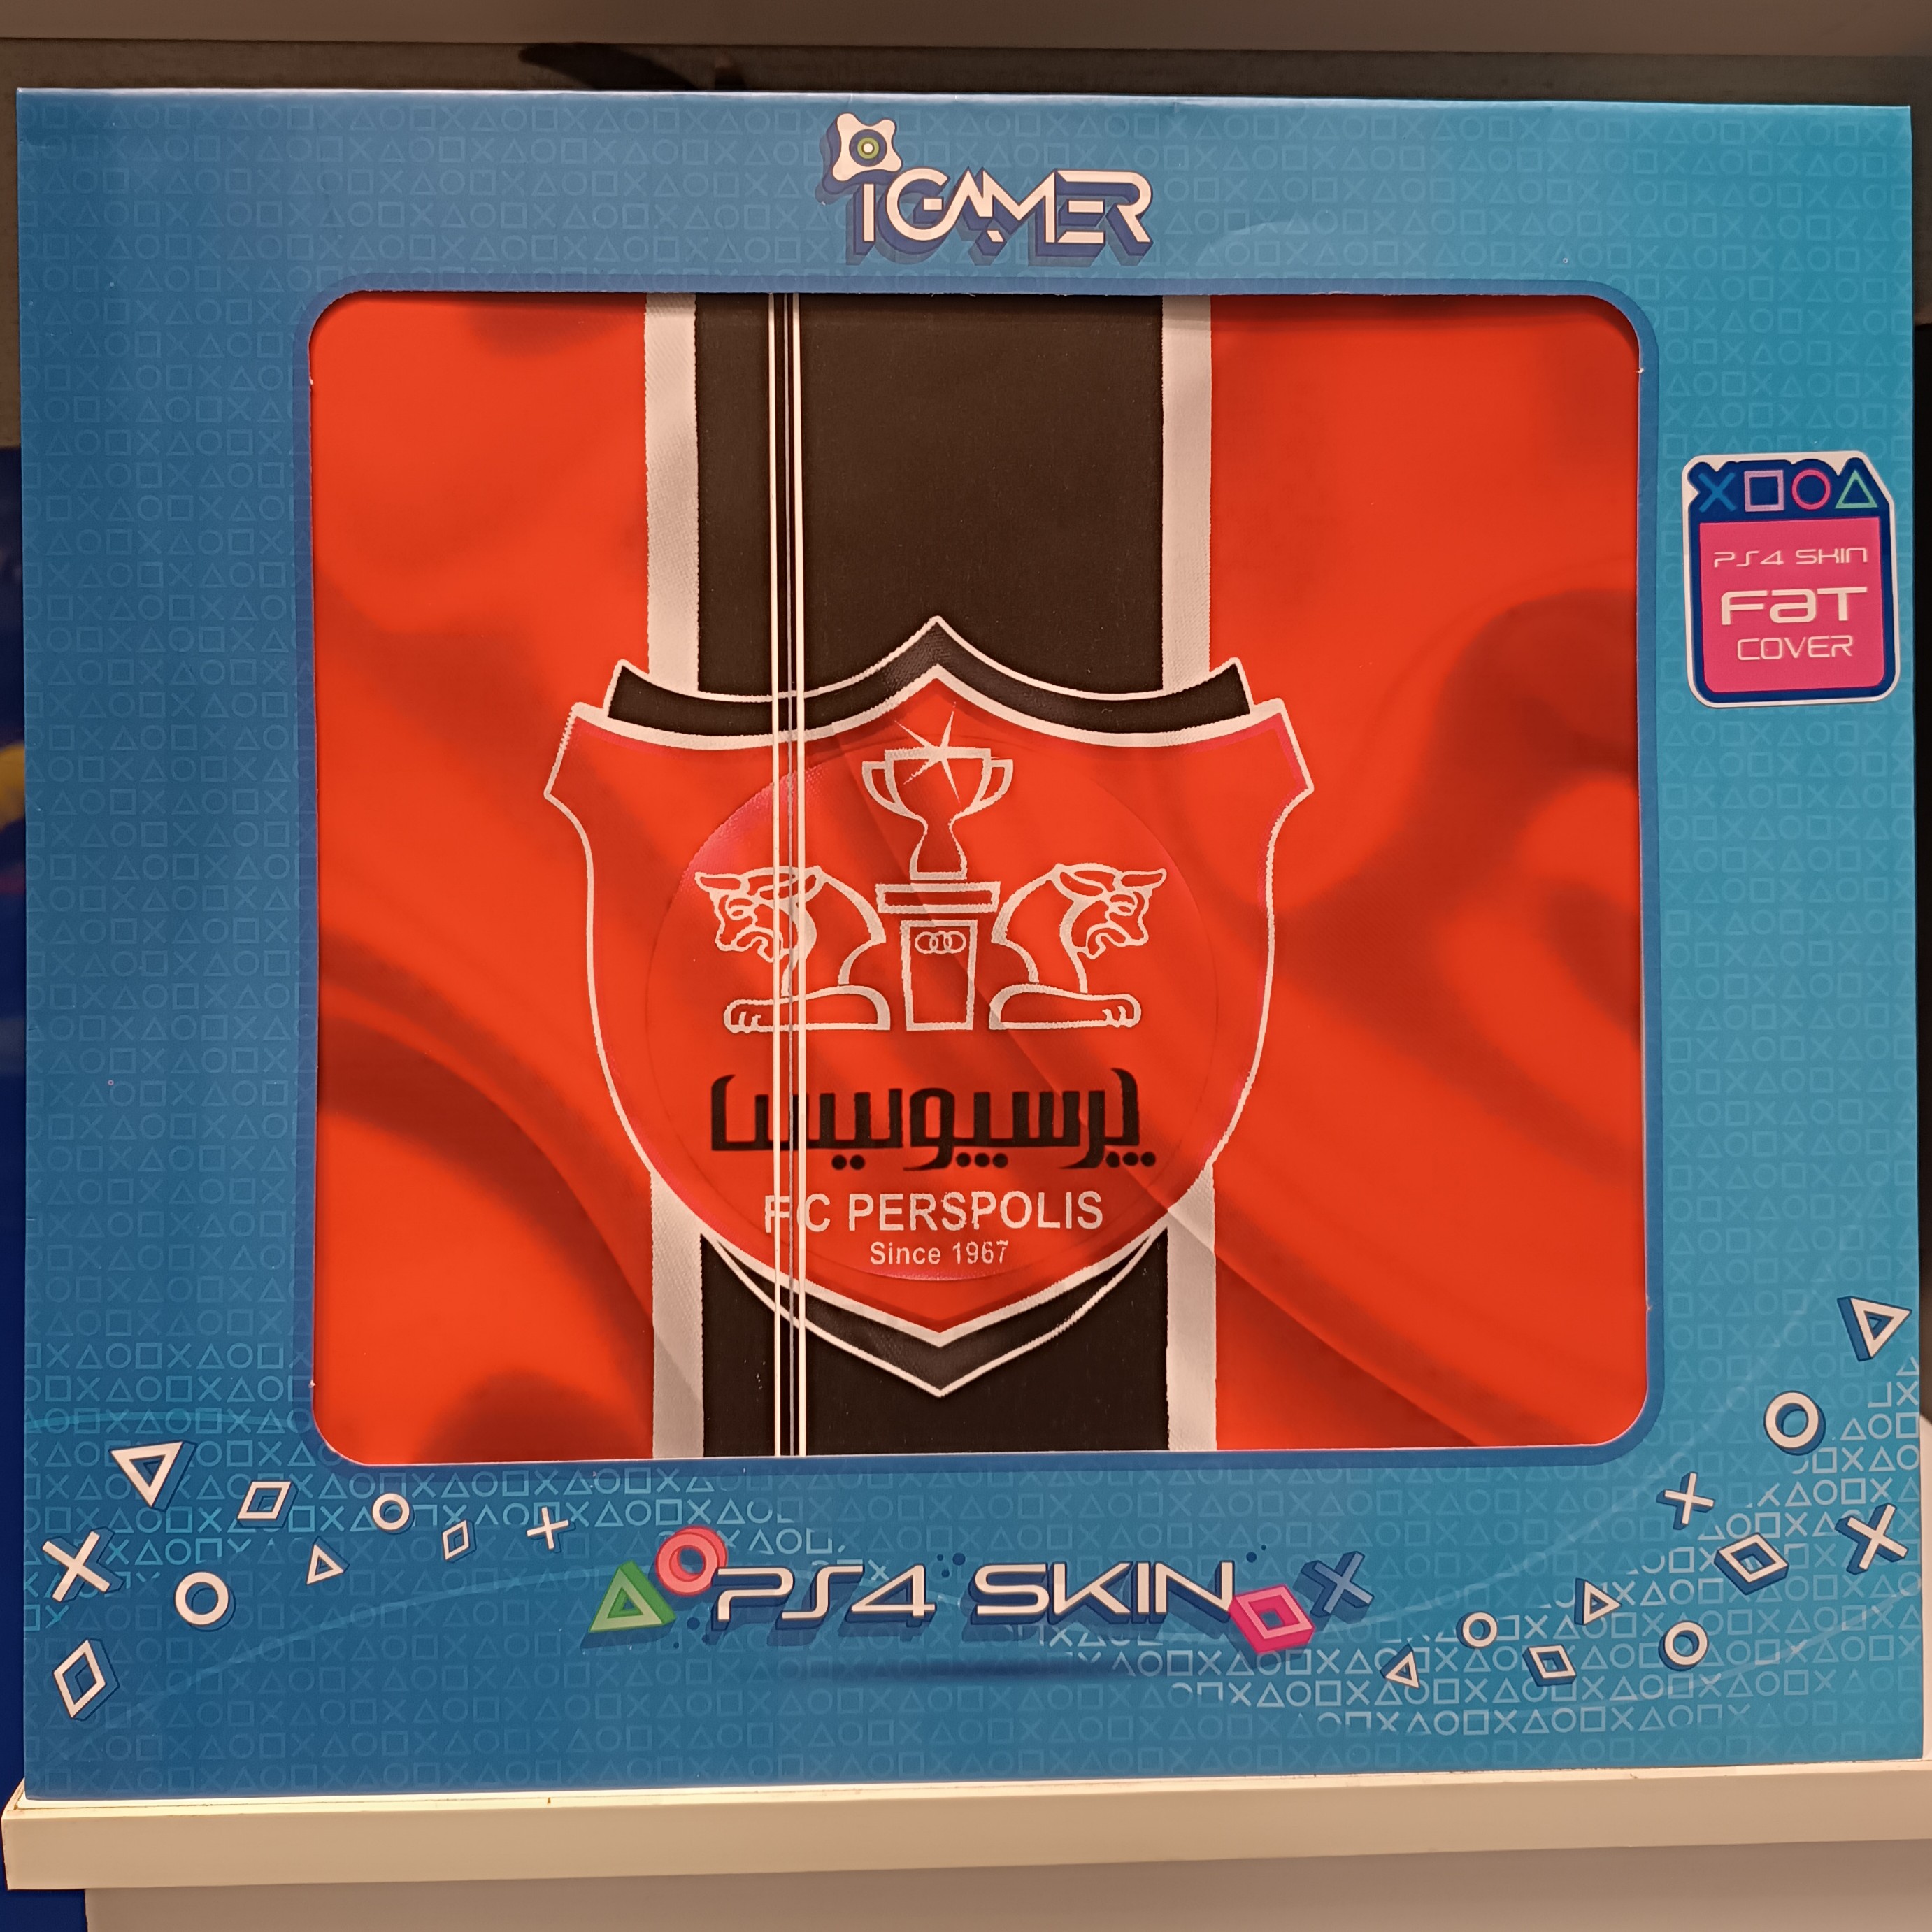 iGAMER
PS4 SKIN
FaT
COVER
پرسپولیس
FC PERSPOLIS
Since 1967
PS4 SKIN